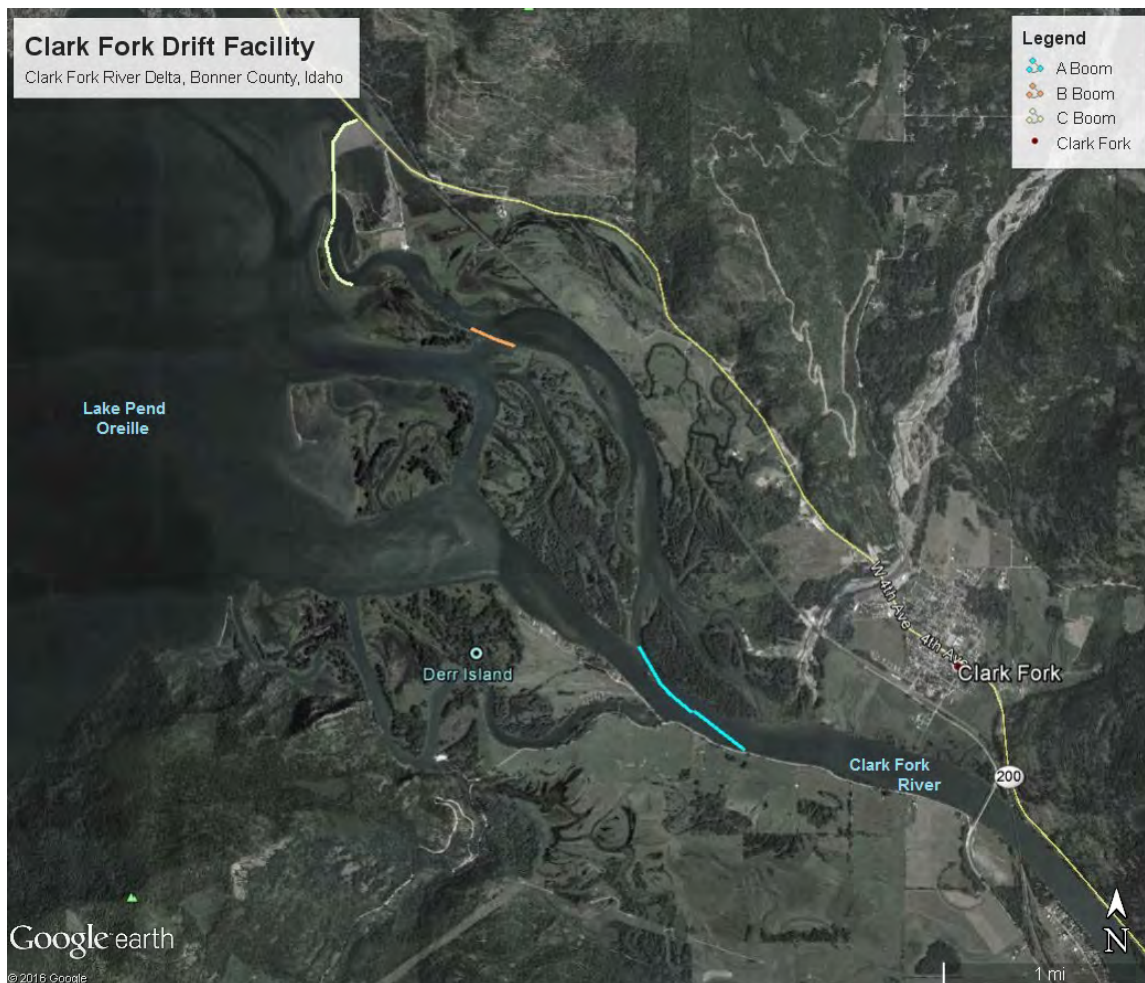 Clark Fork Drift Facility
Clark Fork River Delta, Bonner County, Idaho
Legend
A Boom
B Boom
C Boom
Clark Fork
Lake Pend
Oreille
Derr Island
W 4th Ave
4th Ave
Clark Fork
Clark Fork
River
200
Google earth
© 2016 Google
N
1 mi